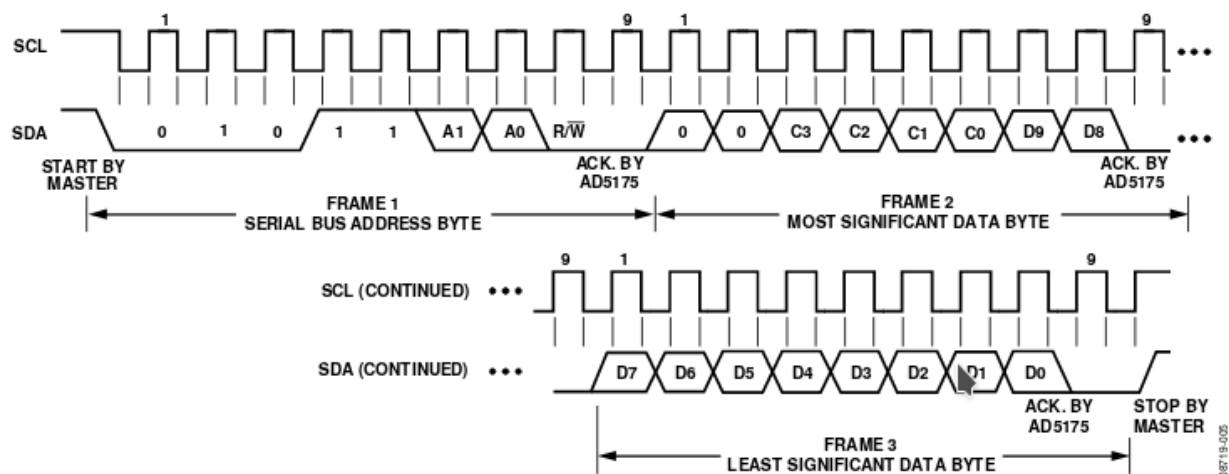 1 9 1 9
SCL
SDA 0 1 0 1 1 A1 A0 R/W 0 0 C3 C2 C1 C0 D9 D8
START BY MASTER
ACK. BY AD5175
ACK. BY AD5175
FRAME 1
SERIAL BUS ADDRESS BYTE
FRAME 2
MOST SIGNIFICANT DATA BYTE
9 1 9
SCL (CONTINUED)
SDA (CONTINUED) D7 D6 D5 D4 D3 D2 D1 D0
ACK. BY AD5175
STOP BY MASTER
FRAME 3
LEAST SIGNIFICANT DATA BYTE
08719-005